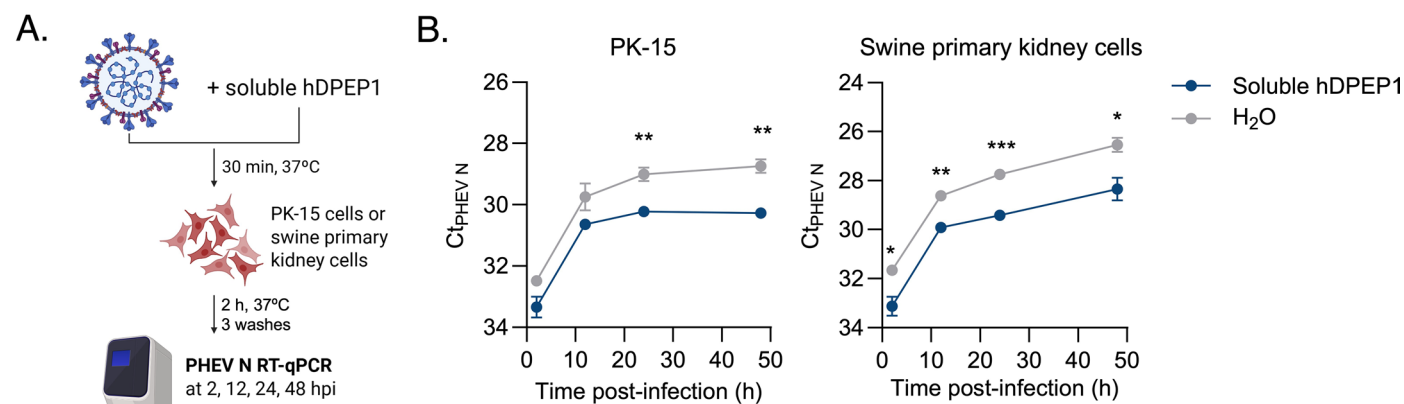 A.
+ soluble hDPEP1
30 min, 37ºC
PK-15 cells or
swine primary
kidney cells
2 h, 37ºC
3 washes
PHEV N RT-qPCR
at 2, 12, 24, 48 hpi
B.
PK-15
26
28
30
32
34
Ct PHEV N
** **
0 10 20 30 40 50
Time post-infection (h)
Swine primary kidney cells
24
26
28
30
32
34
Ct PHEV N
* ** *** *
0 10 20 30 40 50
Time post-infection (h)
Soluble hDPEP1
H₂O